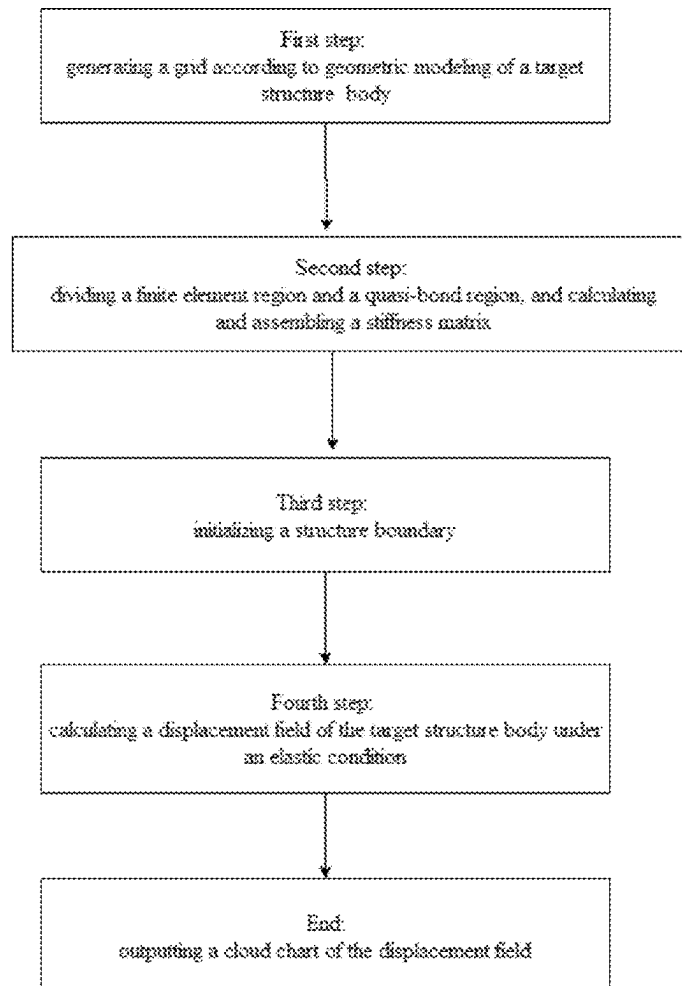 First step:
generating a grid according to geometric modeling of a target
structure body
Second step:
dividing a finite element region and a quasi-bond region, and calculating
and assembling a stiffness matrix
Third step:
initializing a structure boundary
Fourth step:
calculating a displacement field of the target structure body under
an elastic condition
End:
outputting a cloud chart of the displacement field